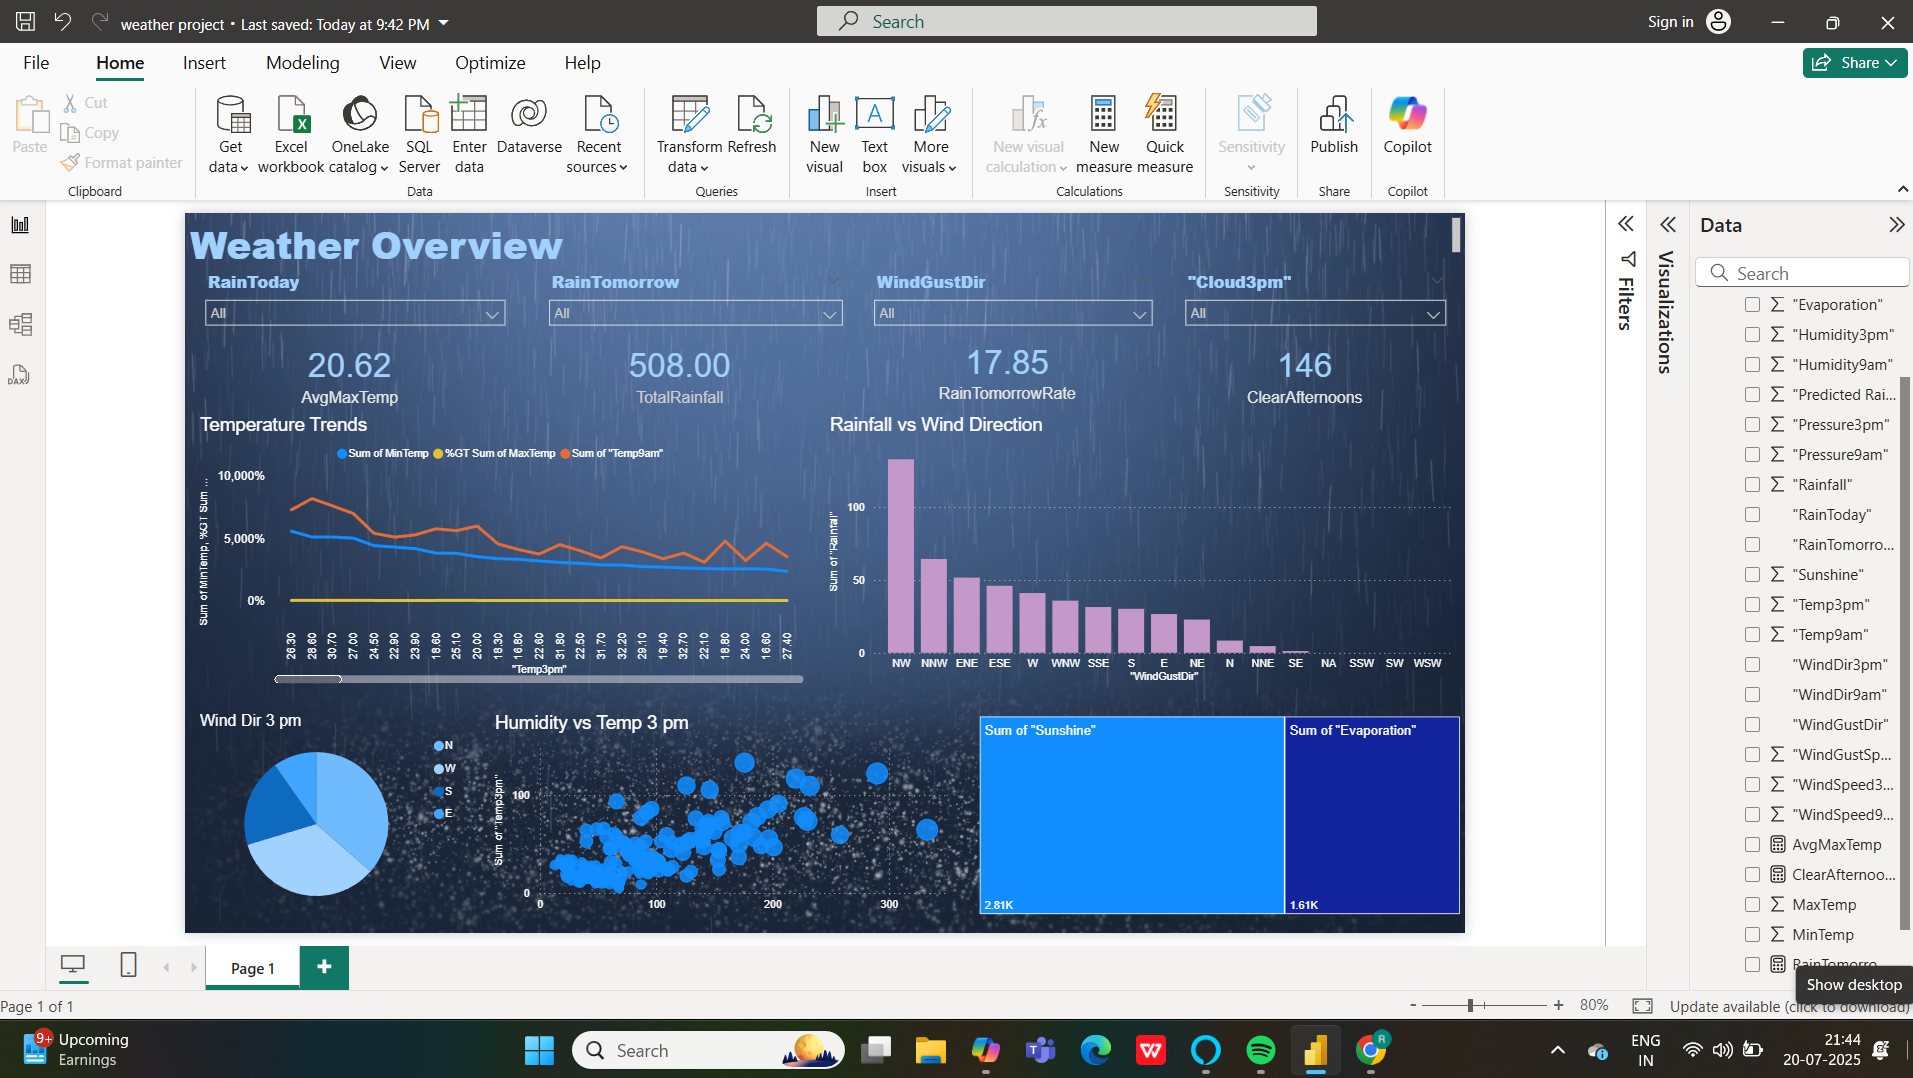 weather project • Last saved: Today at 9:42 PM
Search
Sign in
File
Home
Insert
Modeling
View
Optimize
Help
Share
Paste
Cut
Copy
Format painter
Clipboard
Get data
Excel workbook
OneLake catalog
SQL Server
Enter data
Dataverse
Recent sources
Data
Transform data
Refresh
Queries
New visual
Text box
More visuals
Insert
New visual calculation
New measure
Quick measure
Calculations
Sensitivity
Sensitivity
Publish
Share
Copilot
Copilot
Weather Overview
RainToday
All
RainTomorrow
All
WindGustDir
All
"Cloud3pm"
All
20.62
AvgMaxTemp
508.00
TotalRainfall
17.85
RainTomorrowRate
146
ClearAfternoons
Temperature Trends
Sum of MinTemp %GT Sum of MaxTemp Sum of "Temp9am"
Sum of MinTemp, %GT Sum ...
10,000%
5,000%
0%
26.30 28.60 30.70 27.00 24.50 22.90 23.90 18.60 25.10 20.00 18.30 16.80 22.60 31.80 22.50 31.70 32.20 29.10 19.40 32.70 22.10 18.80 24.00 16.60 27.40
"Temp3pm"
Rainfall vs Wind Direction
Sum of "Rainfall"
100
50
0
NW NNW ENE ESE W WNW SSE S E NE N NNE SE NA SSW SW WSW
"WindGustDir"
Wind Dir 3 pm
N
W
S
E
Humidity vs Temp 3 pm
Sum of "Temp3pm"
100
0
0 100 200 300
Sum of "Sunshine"
2.81K
Sum of "Evaporation"
1.61K
Filters
Visualizations
Data
Search
"Evaporation"
"Humidity3pm"
"Humidity9am"
"Predicted Rai...
"Pressure3pm"
"Pressure9am"
"Rainfall"
"RainToday"
"RainTomorro...
"Sunshine"
"Temp3pm"
"Temp9am"
"WindDir3pm"
"WindDir9am"
"WindGustDir"
"WindGustSp...
"WindSpeed3...
"WindSpeed9...
AvgMaxTemp
ClearAfternoo...
MaxTemp
MinTemp
RainTomorro...
Show desktop
Page 1
Page 1 of 1
- + 80%
Update available (click to download)
9+
Upcoming
Earnings
Search
R
ENG
IN
21:44
20-07-2025